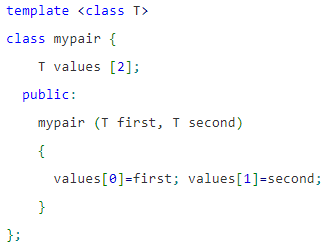 template <class T>
class mypair {
    T values [2];
  public:
    mypair (T first, T second)
    {
      values[0]=first; values[1]=second;
    }
};